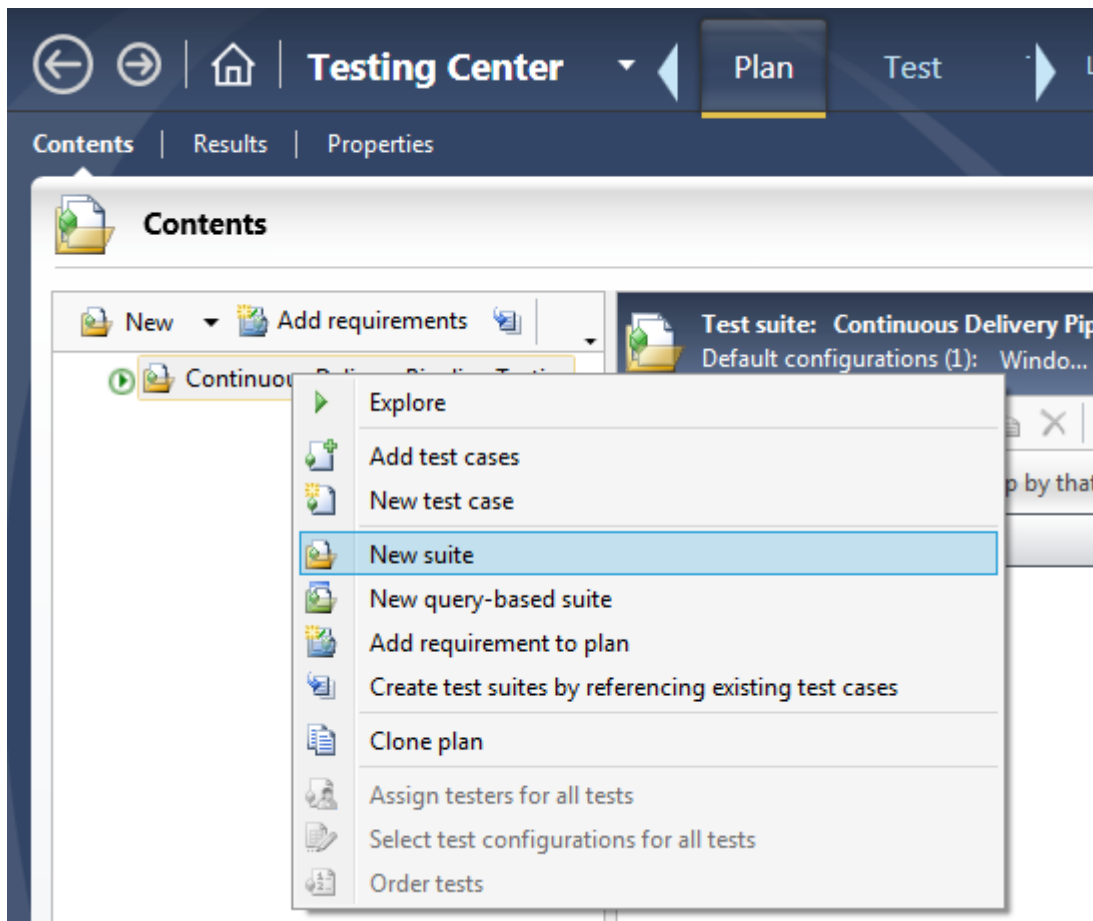 Testing Center
Plan
Test
Contents | Results | Properties
Contents
New
Add requirements
Test suite: Continuous Delivery Pip
Default configurations (1): Windo...
Explore
Add test cases
p by that
New test case
New suite
New query-based suite
Add requirement to plan
Create test suites by referencing existing test cases
Clone plan
Assign testers for all tests
Select test configurations for all tests
Order tests